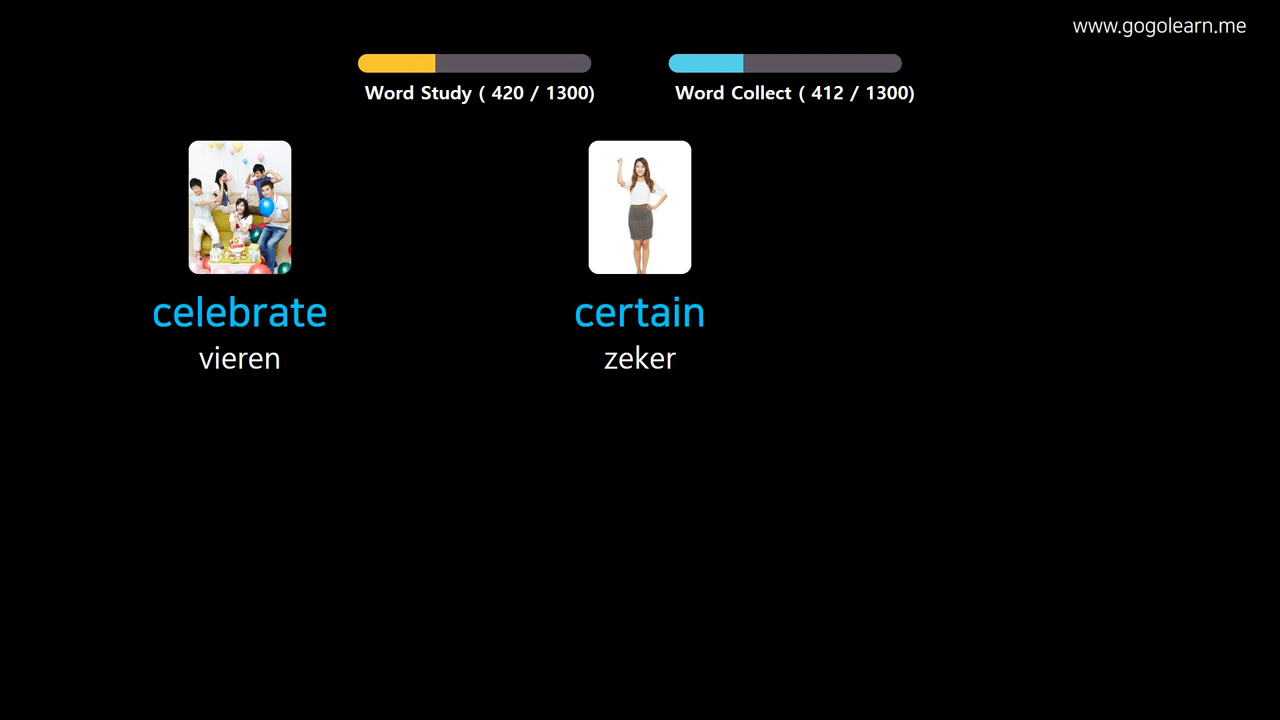 www.gogolearn.me
Word Study ( 420 / 1300)
Word Collect ( 412 / 1300)
celebrate
vieren
certain
zeker